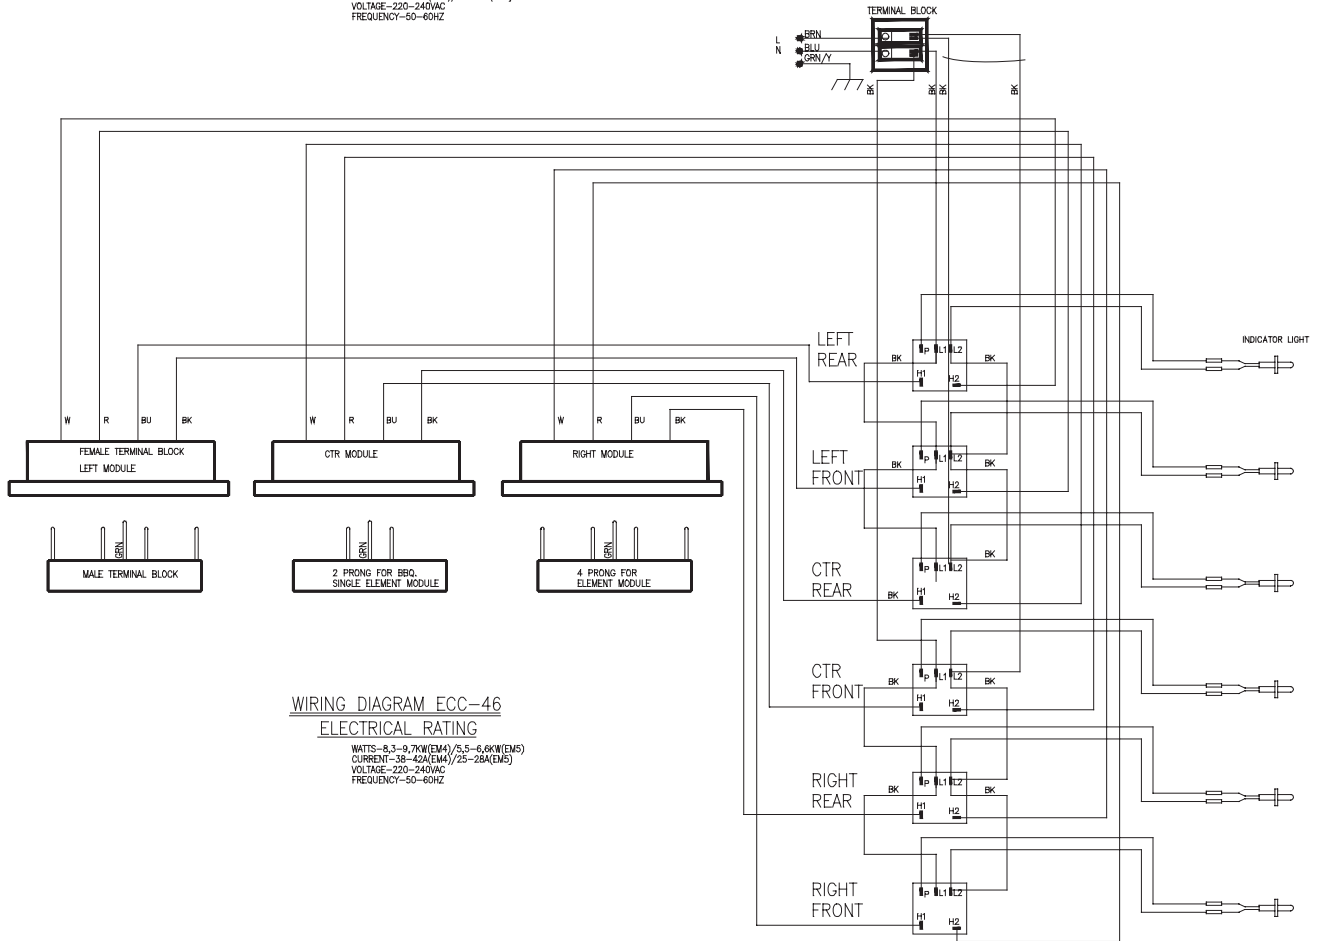 VOLTAGE-220-240VAC
FREQUENCY-50-60HZ
TERMINAL BLOCK
L
BRN
N
BLU
GRN/Y
BK
BK
BK
BK
LEFT
REAR
BK
P
L1
L2
BK
H1
H2
INDICATOR LIGHT
W
R
BU
BK
W
R
BU
BK
W
R
BU
BK
FEMALE TERMINAL BLOCK
LEFT MODULE
CTR MODULE
RIGHT MODULE
LEFT
FRONT
BK
P
L1
L2
BK
H1
H2
GRN
GRN
GRN
MALE TERMINAL BLOCK
2 PRONG FOR BBQ.
SINGLE ELEMENT MODULE
4 PRONG FOR
ELEMENT MODULE
CTR
REAR
BK
P
L1
L2
BK
H1
H2
CTR
FRONT
BK
P
L1
L2
BK
H1
H2
WIRING DIAGRAM ECC-46
ELECTRICAL RATING
WATTS-8,3-9,7KW(EM4)/5,5-6,6KW(EM5)
CURRENT-38-42A(EM4)/25-28A(EM5)
VOLTAGE-220-240VAC
FREQUENCY-50-60HZ
RIGHT
REAR
BK
P
L1
L2
BK
H1
H2
RIGHT
FRONT
P
L1
L2
H1
H2